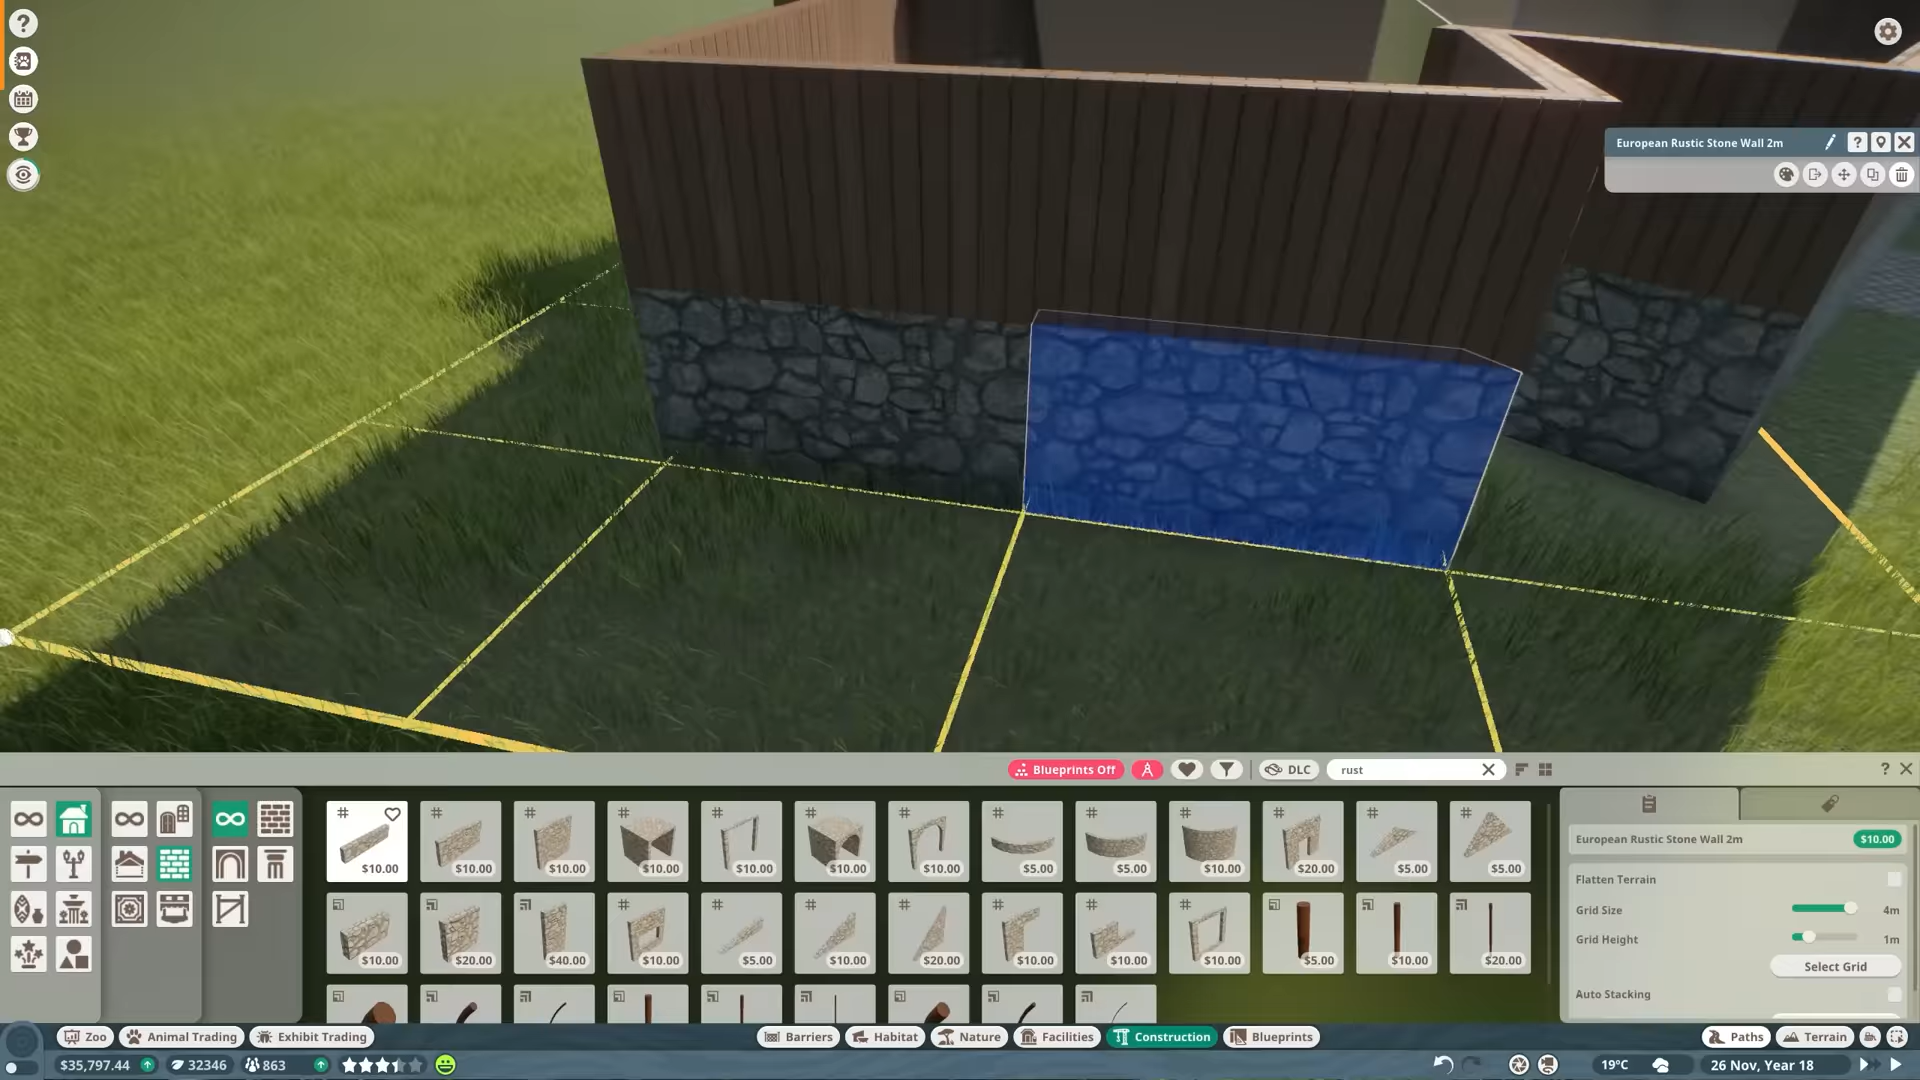 European Rustic Stone Wall 2m
Blueprints Off
DLC
rust
$10.00 $10.00 $10.00 $10.00 $10.00 $10.00 $10.00 $5.00 $5.00 $10.00 $20.00 $5.00 $5.00
$10.00 $20.00 $40.00 $10.00 $5.00 $10.00 $20.00 $10.00 $10.00 $10.00 $5.00 $10.00 $20.00
European Rustic Stone Wall 2m $10.00
Flatten Terrain
Grid Size 4m
Grid Height 1m
Select Grid
Auto Stacking
Zoo Animal Trading Exhibit Trading Barriers Habitat Nature Facilities Construction Blueprints Paths Terrain
$35,797.44 32346 863 19°C 26 Nov, Year 18